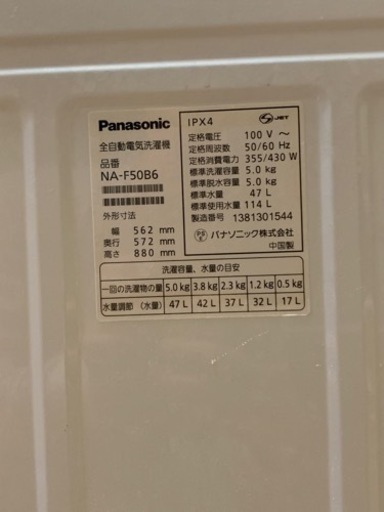 Panasonic
全自動電気洗濯機
品番
NA-F50B6
外形寸法
幅 562 mm
奥行 572 mm
高さ 880 mm
IPX4
JET
定格電圧 100 V ～
定格周波数 50/60 Hz
定格消費電力 355/430 W
標準洗濯容量 5.0 kg
標準脱水容量 5.0 kg
標準水量 47 L
標準使用水量 114 L
製造番号 1381301544
パナソニック株式会社
中国製
洗濯容量、水量の目安
一回の洗濯物の量 5.0 kg 3.8 kg 2.3 kg 1.2 kg 0.5 kg
水量調節（水量） 47 L 42 L 37 L 32 L 17 L